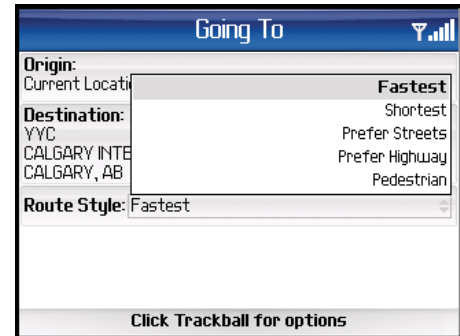 Going To
Origin:
Current Locati
Destination:
YYC
CALGARY INTE
CALGARY, AB
Fastest
Shortest
Prefer Streets
Prefer Highway
Pedestrian
Route Style: Fastest
Click Trackball for options